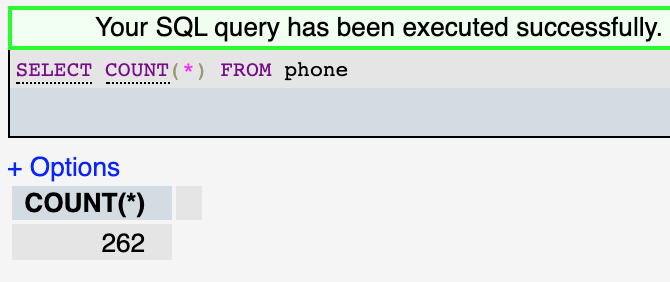 Your SQL query has been executed successfully.
SELECT COUNT(*) FROM phone
+ Options
COUNT(*)
262